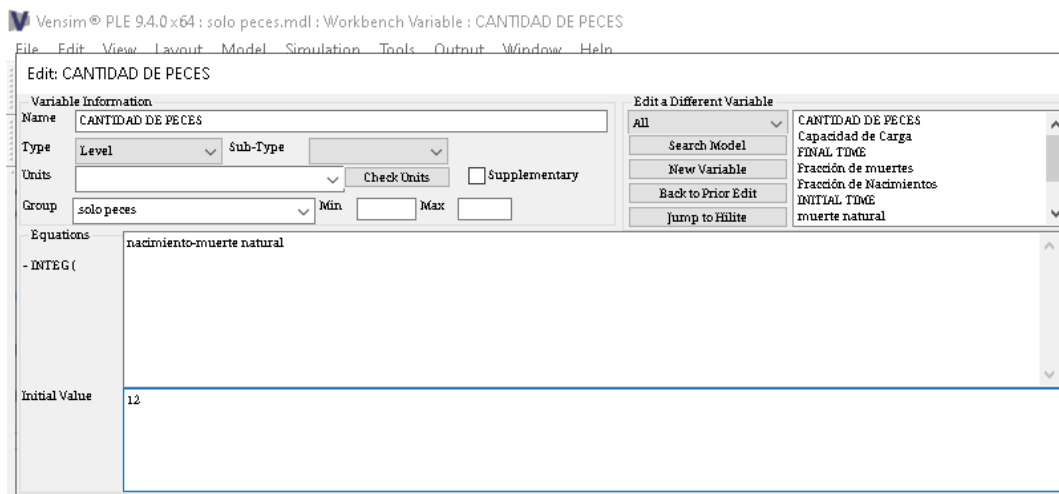 Vensim® PLE 9.4.0 x64 : solo peces.mdl : Workbench Variable : CANTIDAD DE PECES
File Edit View Layout Model Simulation Tools Output Window Help
Edit: CANTIDAD DE PECES
Variable Information
Name CANTIDAD DE PECES
Type Level Sub-Type
Units Check Units Supplementary
Group solo peces Min Max
Edit a Different Variable
All
Search Model
New Variable
Back to Prior Edit
Jump to Hilite
CANTIDAD DE PECES
Capacidad de Carga
FINAL TIME
Fracción de muertes
Fracción de Nacimientos
INITIAL TIME
muerte natural
Equations
nacimiento-muerte natural
- INTEG (
Initial Value
12